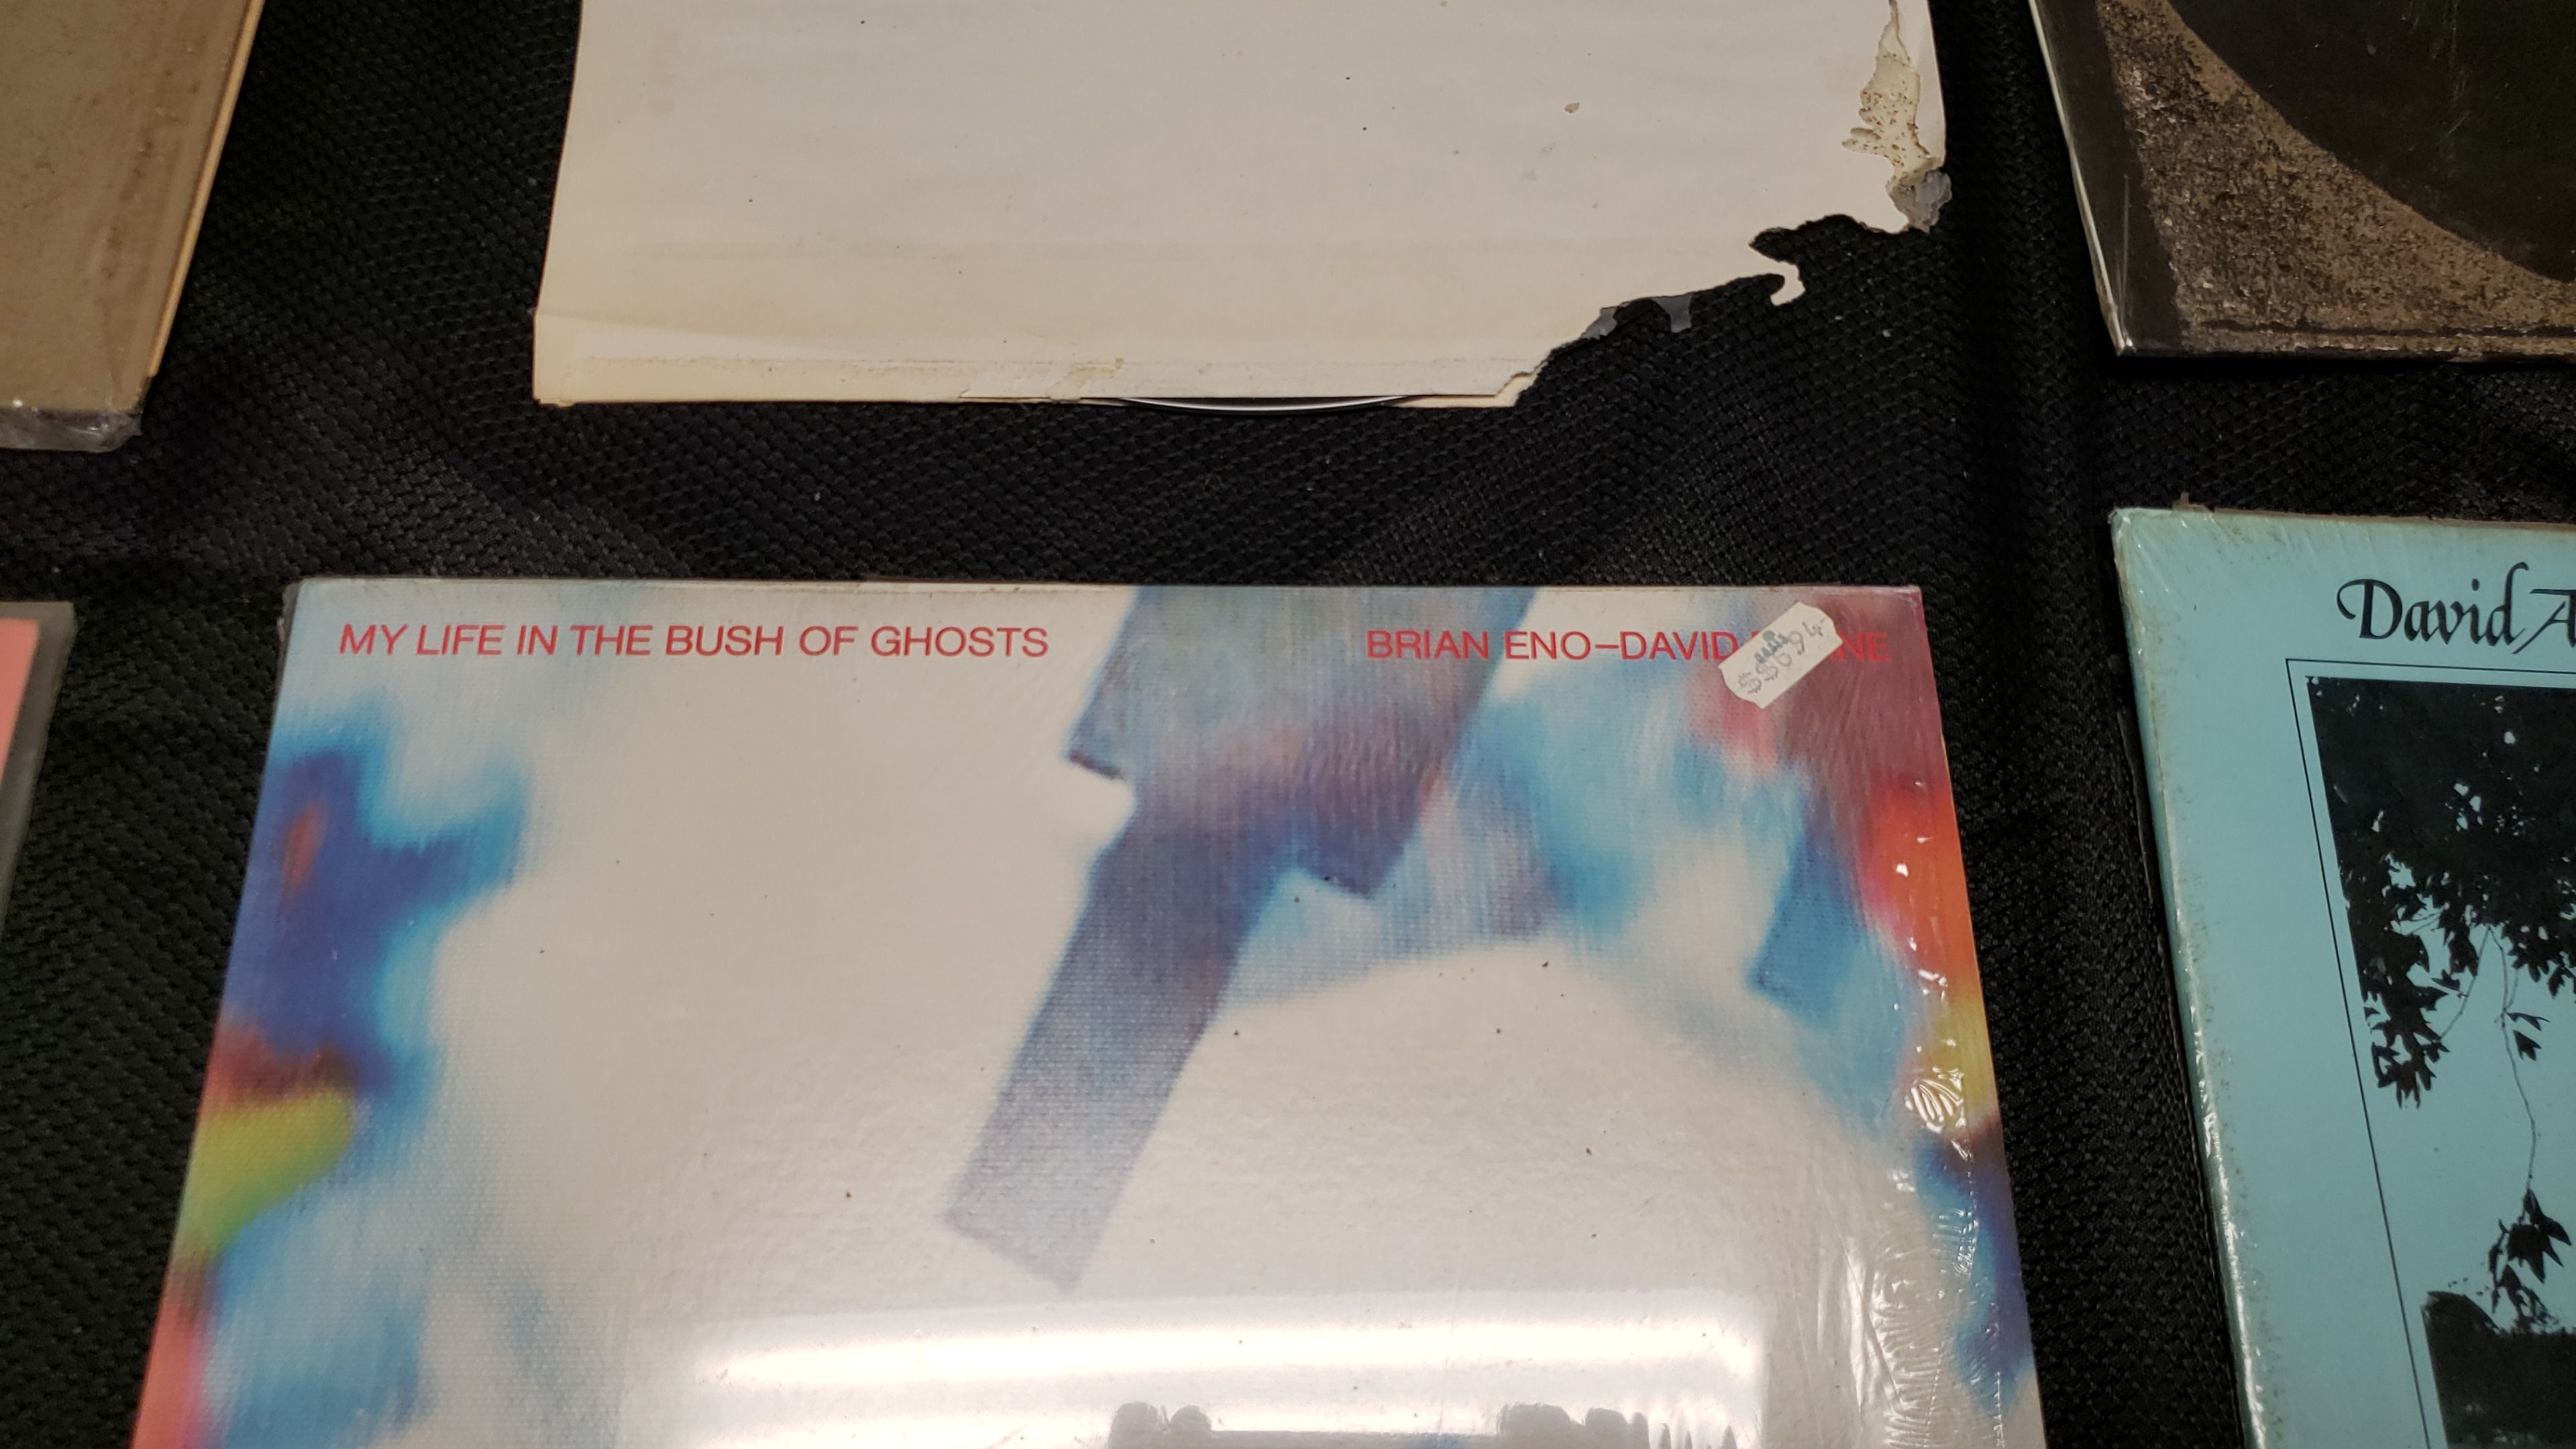 MY LIFE IN THE BUSH OF GHOSTS
BRIAN ENO–DAVID
David A